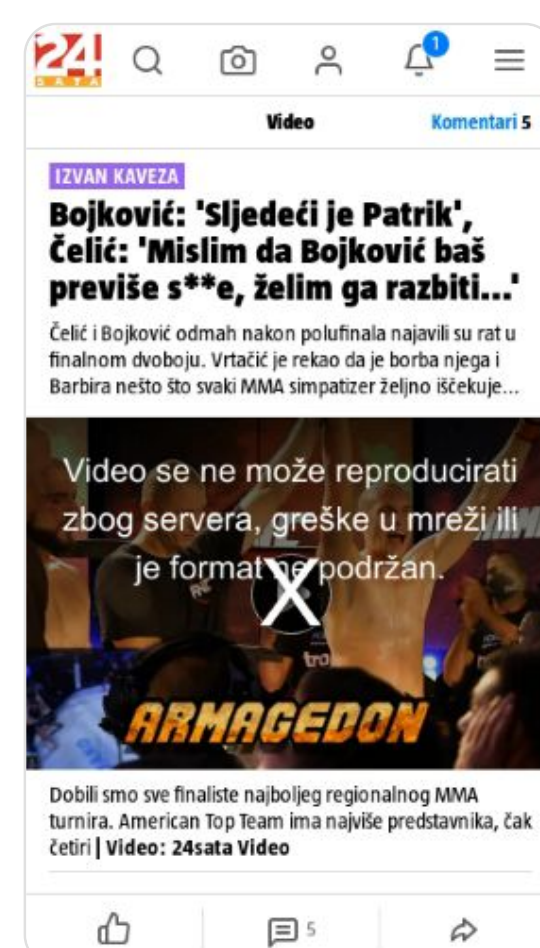 24!
SATA
1
Video
Komentari 5
IZVAN KAVEZA
Bojković: 'Sljedeći je Patrik',
Čelić: 'Mislim da Bojković baš
previše s**e, želim ga razbiti...'
Čelić i Bojković odmah nakon polufinala najavili su rat u
finalnom dvoboju. Vrtačić je rekao da je borba njega i
Barbira nešto što svaki MMA simpatizer željno iščekuje...
Video se ne može reproducirati
zbog servera, greške u mreži ili
je format ne podržan.
X
ARMAGEDON
Dobili smo sve finaliste najboljeg regionalnog MMA
turnira. American Top Team ima najviše predstavnika, čak
četiri | Video: 24sata Video
5